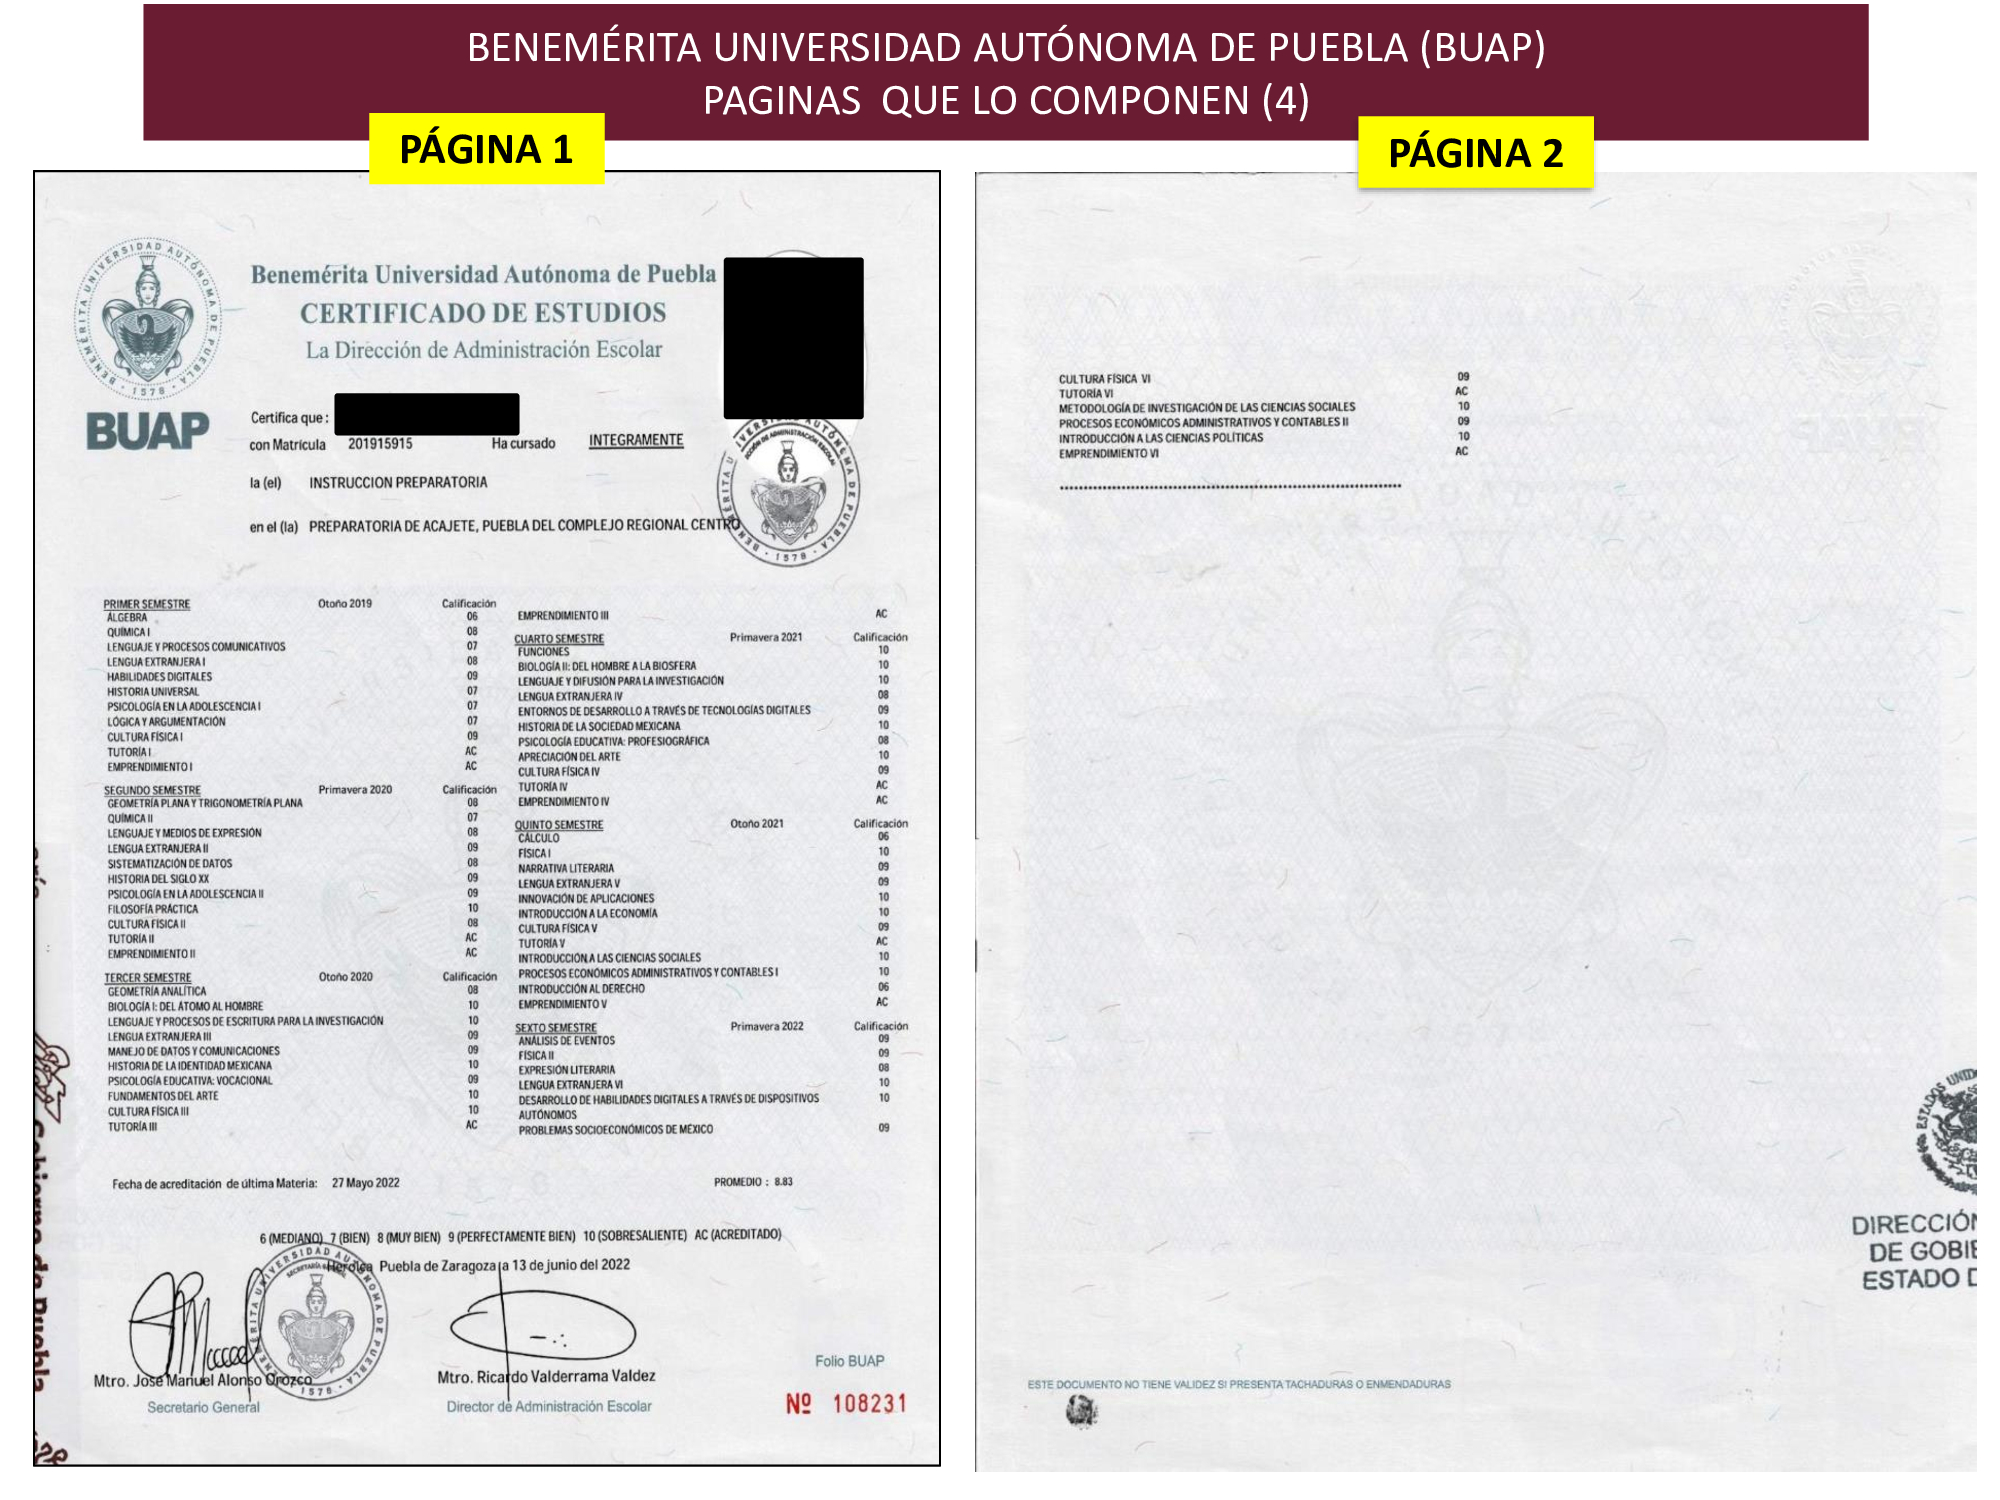 BENEMÉRITA UNIVERSIDAD AUTÓNOMA DE PUEBLA (BUAP)
PAGINAS QUE LO COMPONEN (4)
PÁGINA 1
BENEMÉRITA UNIVERSIDAD AUTÓNOMA DE PUEBLA
1578
BUAP
Benemérita Universidad Autónoma de Puebla
CERTIFICADO DE ESTUDIOS
La Dirección de Administración Escolar
Certifica que :
con Matrícula 201915915 Ha cursado INTEGRAMENTE
la (el) INSTRUCCION PREPARATORIA
en el (la) PREPARATORIA DE ACAJETE, PUEBLA DEL COMPLEJO REGIONAL CENTRO
PRIMER SEMESTRE Otoño 2019 Calificación
ÁLGEBRA 06
QUÍMICA I 08
LENGUAJE Y PROCESOS COMUNICATIVOS 07
LENGUA EXTRANJERA I 08
HABILIDADES DIGITALES 09
HISTORIA UNIVERSAL 07
PSICOLOGÍA EN LA ADOLESCENCIA I 07
LÓGICA Y ARGUMENTACIÓN 07
CULTURA FÍSICA I 09
TUTORÍA I AC
EMPRENDIMIENTO I AC
SEGUNDO SEMESTRE Primavera 2020 Calificación
GEOMETRÍA PLANA Y TRIGONOMETRÍA PLANA 08
QUÍMICA II 07
LENGUAJE Y MEDIOS DE EXPRESIÓN 08
LENGUA EXTRANJERA II 09
SISTEMATIZACIÓN DE DATOS 08
HISTORIA DEL SIGLO XX 09
PSICOLOGÍA EN LA ADOLESCENCIA II 09
FILOSOFÍA PRÁCTICA 10
CULTURA FÍSICA II 08
TUTORÍA II AC
EMPRENDIMIENTO II AC
TERCER SEMESTRE Otoño 2020 Calificación
GEOMETRÍA ANALÍTICA 08
BIOLOGÍA I: DEL ÁTOMO AL HOMBRE 10
LENGUAJE Y PROCESOS DE ESCRITURA PARA LA INVESTIGACIÓN 10
LENGUA EXTRANJERA III 09
MANEJO DE DATOS Y COMUNICACIONES 09
HISTORIA DE LA IDENTIDAD MEXICANA 10
PSICOLOGÍA EDUCATIVA: VOCACIONAL 09
FUNDAMENTOS DEL ARTE 10
CULTURA FÍSICA III 10
TUTORÍA III AC
EMPRENDIMIENTO III AC
CUARTO SEMESTRE Primavera 2021 Calificación
FUNCIONES 10
BIOLOGÍA II: DEL HOMBRE A LA BIOSFERA 10
LENGUAJE Y DIFUSIÓN PARA LA INVESTIGACIÓN 10
LENGUA EXTRANJERA IV 08
ENTORNOS DE DESARROLLO A TRAVÉS DE TECNOLOGÍAS DIGITALES 09
HISTORIA DE LA SOCIEDAD MEXICANA 10
PSICOLOGÍA EDUCATIVA: PROFESIOGRÁFICA 08
APRECIACIÓN DEL ARTE 10
CULTURA FÍSICA IV 09
TUTORÍA IV AC
EMPRENDIMIENTO IV AC
QUINTO SEMESTRE Otoño 2021 Calificación
CÁLCULO 06
FÍSICA I 10
NARRATIVA LITERARIA 09
LENGUA EXTRANJERA V 09
INNOVACIÓN DE APLICACIONES 10
INTRODUCCIÓN A LA ECONOMÍA 10
CULTURA FÍSICA V 09
TUTORÍA V AC
INTRODUCCIÓN A LAS CIENCIAS SOCIALES 10
PROCESOS ECONÓMICOS ADMINISTRATIVOS Y CONTABLES I 10
INTRODUCCIÓN AL DERECHO 06
EMPRENDIMIENTO V AC
SEXTO SEMESTRE Primavera 2022 Calificación
ANÁLISIS DE EVENTOS 09
FÍSICA II 09
EXPRESIÓN LITERARIA 08
LENGUA EXTRANJERA VI 10
DESARROLLO DE HABILIDADES DIGITALES A TRAVÉS DE DISPOSITIVOS 10
AUTÓNOMOS
PROBLEMAS SOCIOECONÓMICOS DE MÉXICO 09
Fecha de acreditación de última Materia: 27 Mayo 2022 PROMEDIO : 8.83
6 (MEDIANO) 7 (BIEN) 8 (MUY BIEN) 9 (PERFECTAMENTE BIEN) 10 (SOBRESALIENTE) AC (ACREDITADO)
Heroica Puebla de Zaragoza a 13 de junio del 2022
Mtro. José Manuel Alonso Orozco
Secretario General
Mtro. Ricardo Valderrama Valdez
Director de Administración Escolar
Folio BUAP
Nº 108231
PÁGINA 2
CULTURA FÍSICA VI 09
TUTORÍA VI AC
METODOLOGÍA DE INVESTIGACIÓN DE LAS CIENCIAS SOCIALES 10
PROCESOS ECONÓMICOS ADMINISTRATIVOS Y CONTABLES II 09
INTRODUCCIÓN A LAS CIENCIAS POLÍTICAS 10
EMPRENDIMIENTO VI AC
ESTADOS UNID
DIRECCIÓN
DE GOBIE
ESTADO D
ESTE DOCUMENTO NO TIENE VALIDEZ SI PRESENTA TACHADURAS O ENMENDADURAS